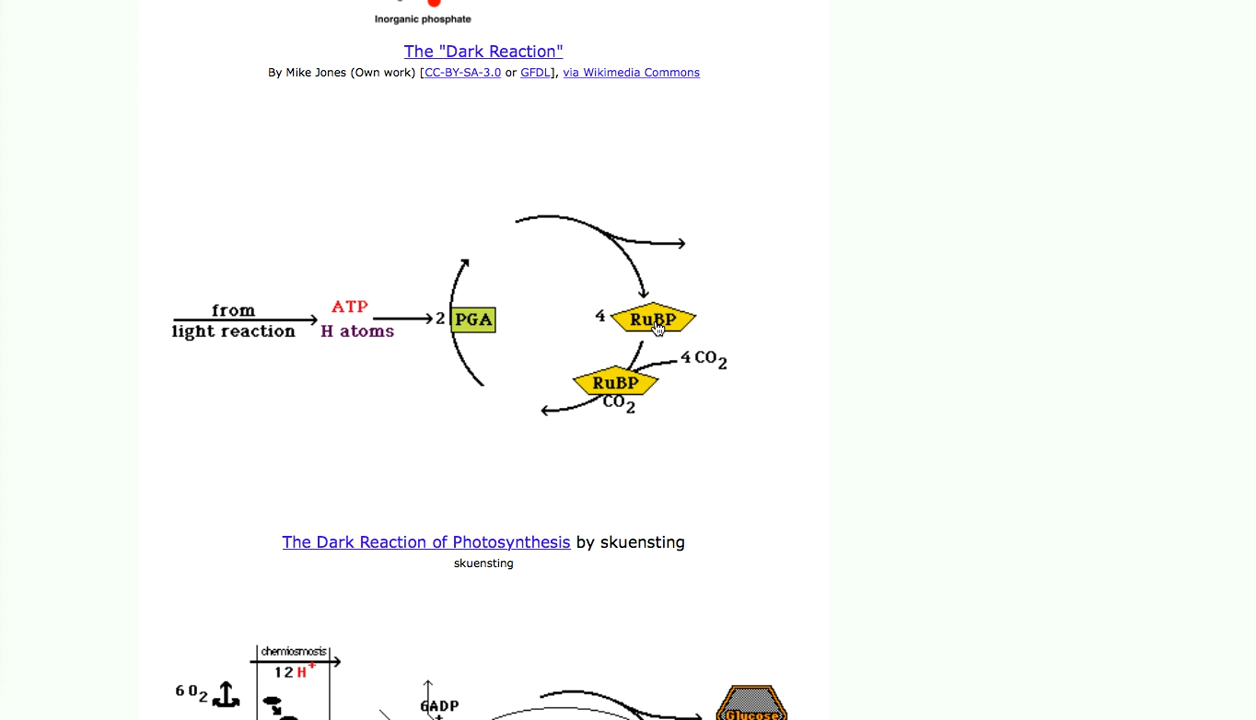 Inorganic phosphate
The "Dark Reaction"
By Mike Jones (Own work) [CC-BY-SA-3.0 or GFDL], via Wikimedia Commons
from
light reaction
ATP
H atoms
2 PGA
4 RuBP
4 CO2
RuBP
CO2
The Dark Reaction of Photosynthesis by skuensting
skuensting
chemiosmosis
12 H+
6 O2
6ADP
+
Glucose